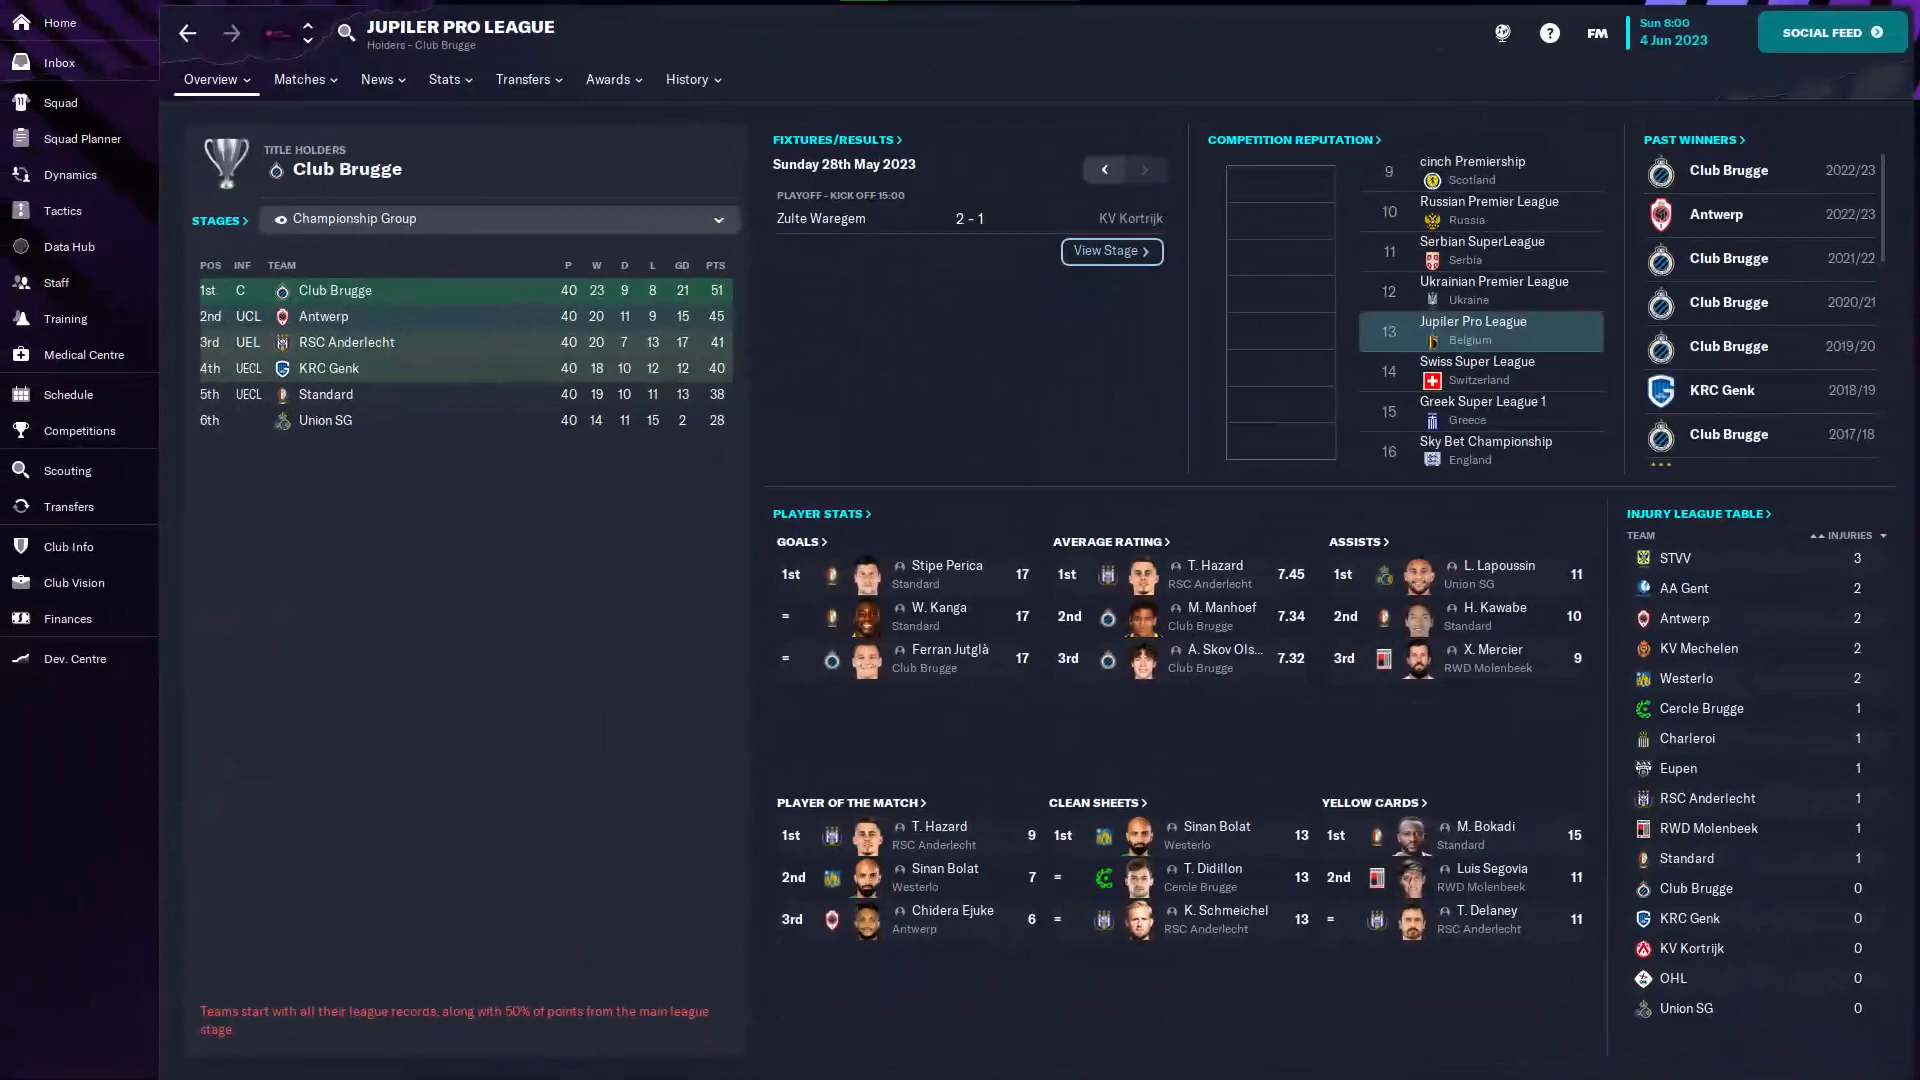 Home
Inbox
Squad
Squad Planner
Dynamics
Tactics
Data Hub
Staff
Training
Medical Centre
Schedule
Competitions
Scouting
Transfers
Club Info
Club Vision
Finances
Dev. Centre
JUPILER PRO LEAGUE
Holders - Club Brugge
FM
Sun 8:00
4 Jun 2023
SOCIAL FEED
Overview Matches News Stats Transfers Awards History
TITLE HOLDERS
Club Brugge
STAGES
Championship Group
POS INF TEAM P W D L GD PTS
1st C Club Brugge 40 23 9 8 21 51
2nd UCL Antwerp 40 20 11 9 15 45
3rd UEL RSC Anderlecht 40 20 7 13 17 41
4th UECL KRC Genk 40 18 10 12 12 40
5th UECL Standard 40 19 10 11 13 38
6th Union SG 40 14 11 15 2 28
Teams start with all their league records, along with 50% of points from the main league
stage.
FIXTURES/RESULTS
Sunday 28th May 2023
PLAYOFF - KICK OFF 15:00
Zulte Waregem 2 - 1 KV Kortrijk
View Stage
COMPETITION REPUTATION
9 cinch Premiership
Scotland
10 Russian Premier League
Russia
11 Serbian SuperLeague
Serbia
12 Ukrainian Premier League
Ukraine
13 Jupiler Pro League
Belgium
14 Swiss Super League
Switzerland
15 Greek Super League 1
Greece
16 Sky Bet Championship
England
PAST WINNERS
Club Brugge 2022/23
Antwerp 2022/23
Club Brugge 2021/22
Club Brugge 2020/21
Club Brugge 2019/20
KRC Genk 2018/19
Club Brugge 2017/18
PLAYER STATS
GOALS
1st Stipe Perica 17
Standard
= W. Kanga 17
Standard
= Ferran Jutglà 17
Club Brugge
AVERAGE RATING
1st T. Hazard 7.45
RSC Anderlecht
2nd M. Manhoef 7.34
Club Brugge
3rd A. Skov Ols... 7.32
Club Brugge
ASSISTS
1st L. Lapoussin 11
Union SG
2nd H. Kawabe 10
Standard
3rd X. Mercier 9
RWD Molenbeek
PLAYER OF THE MATCH
1st T. Hazard 9
RSC Anderlecht
2nd Sinan Bolat 7
Westerlo
3rd Chidera Ejuke 6
Antwerp
CLEAN SHEETS
1st Sinan Bolat 13
Westerlo
= T. Didillon 13
Cercle Brugge
= K. Schmeichel 13
RSC Anderlecht
YELLOW CARDS
1st M. Bokadi 15
Standard
2nd Luis Segovia 11
RWD Molenbeek
= T. Delaney 11
RSC Anderlecht
INJURY LEAGUE TABLE
TEAM INJURIES
STVV 3
AA Gent 2
Antwerp 2
KV Mechelen 2
Westerlo 2
Cercle Brugge 1
Charleroi 1
Eupen 1
RSC Anderlecht 1
RWD Molenbeek 1
Standard 1
Club Brugge 0
KRC Genk 0
KV Kortrijk 0
OHL 0
Union SG 0